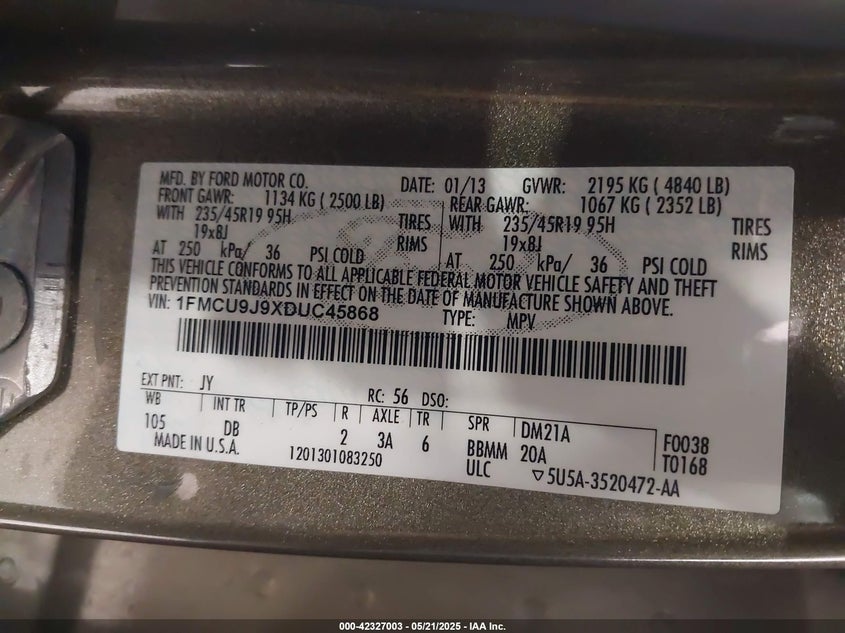 MFD. BY FORD MOTOR CO. DATE: 01/13 GVWR: 2195 KG ( 4840 LB)
FRONT GAWR: 1134 KG ( 2500 LB) REAR GAWR: 1067 KG ( 2352 LB)
WITH 235/45R19 95H TIRES WITH 235/45R19 95H TIRES
19x8J RIMS 19x8J RIMS
AT 250 kPa/ 36 PSI COLD AT 250 kPa/ 36 PSI COLD
THIS VEHICLE CONFORMS TO ALL APPLICABLE FEDERAL MOTOR VEHICLE SAFETY AND THEFT
PREVENTION STANDARDS IN EFFECT ON THE DATE OF MANUFACTURE SHOWN ABOVE.
VIN: 1FMCU9J9XDUC45868 TYPE: MPV
EXT PNT: JY RC: 56 DSO:
WB INT TR TP/PS R AXLE TR SPR DM21A F0038
105 DB 2 3A 6 BBMM 20A T0168
MADE IN U.S.A. 1201301083250 ULC ▽5U5A-3520472-AA
000-42327003 — 05/21/2025 — IAA Inc.